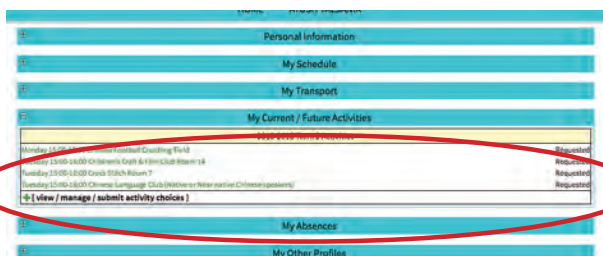 HOME
Personal Information
My Schedule
My Transport
My Current / Future Activities
Activities
Monday 15:00-16:00 Football Coaching Field Requested
Tuesday 15:00-16:00 Children's Craft & Film Club Room 14 Requested
Tuesday 15:00-16:00 Cross Stitch Room 7 Requested
Tuesday 15:00-16:00 Chinese Language Club (Native or Near native Chinese speakers) Requested
[ view / manage / submit activity choices ]
My Absences
My Other Profiles